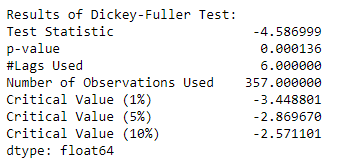 Results of Dickey-Fuller Test:
Test Statistic -4.586999
p-value 0.000136
#Lags Used 6.000000
Number of Observations Used 357.000000
Critical Value (1%) -3.448801
Critical Value (5%) -2.869670
Critical Value (10%) -2.571101
dtype: float64